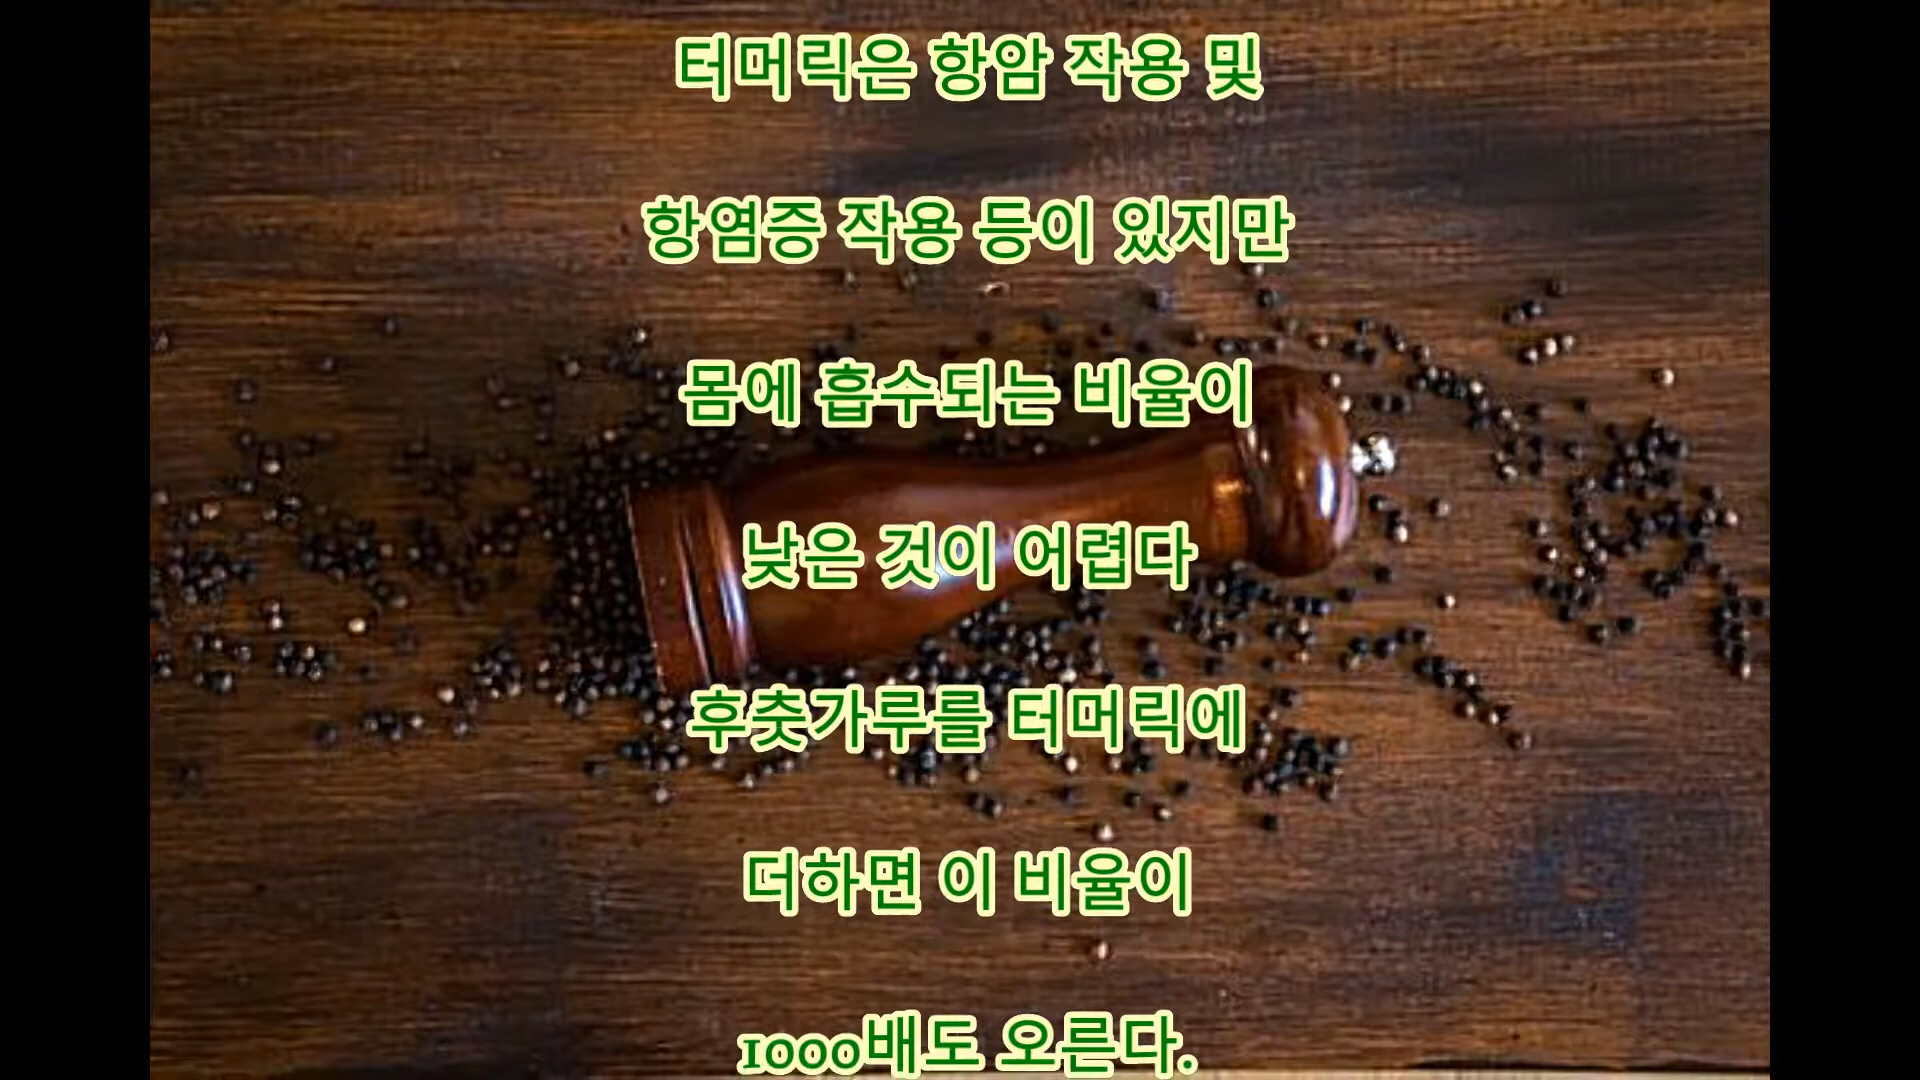 터머릭은 항암 작용 및
항염증 작용 등이 있지만
몸에 흡수되는 비율이
낮은 것이 어렵다
후춧가루를 터머릭에
더하면 이 비율이
1000배도 오른다.